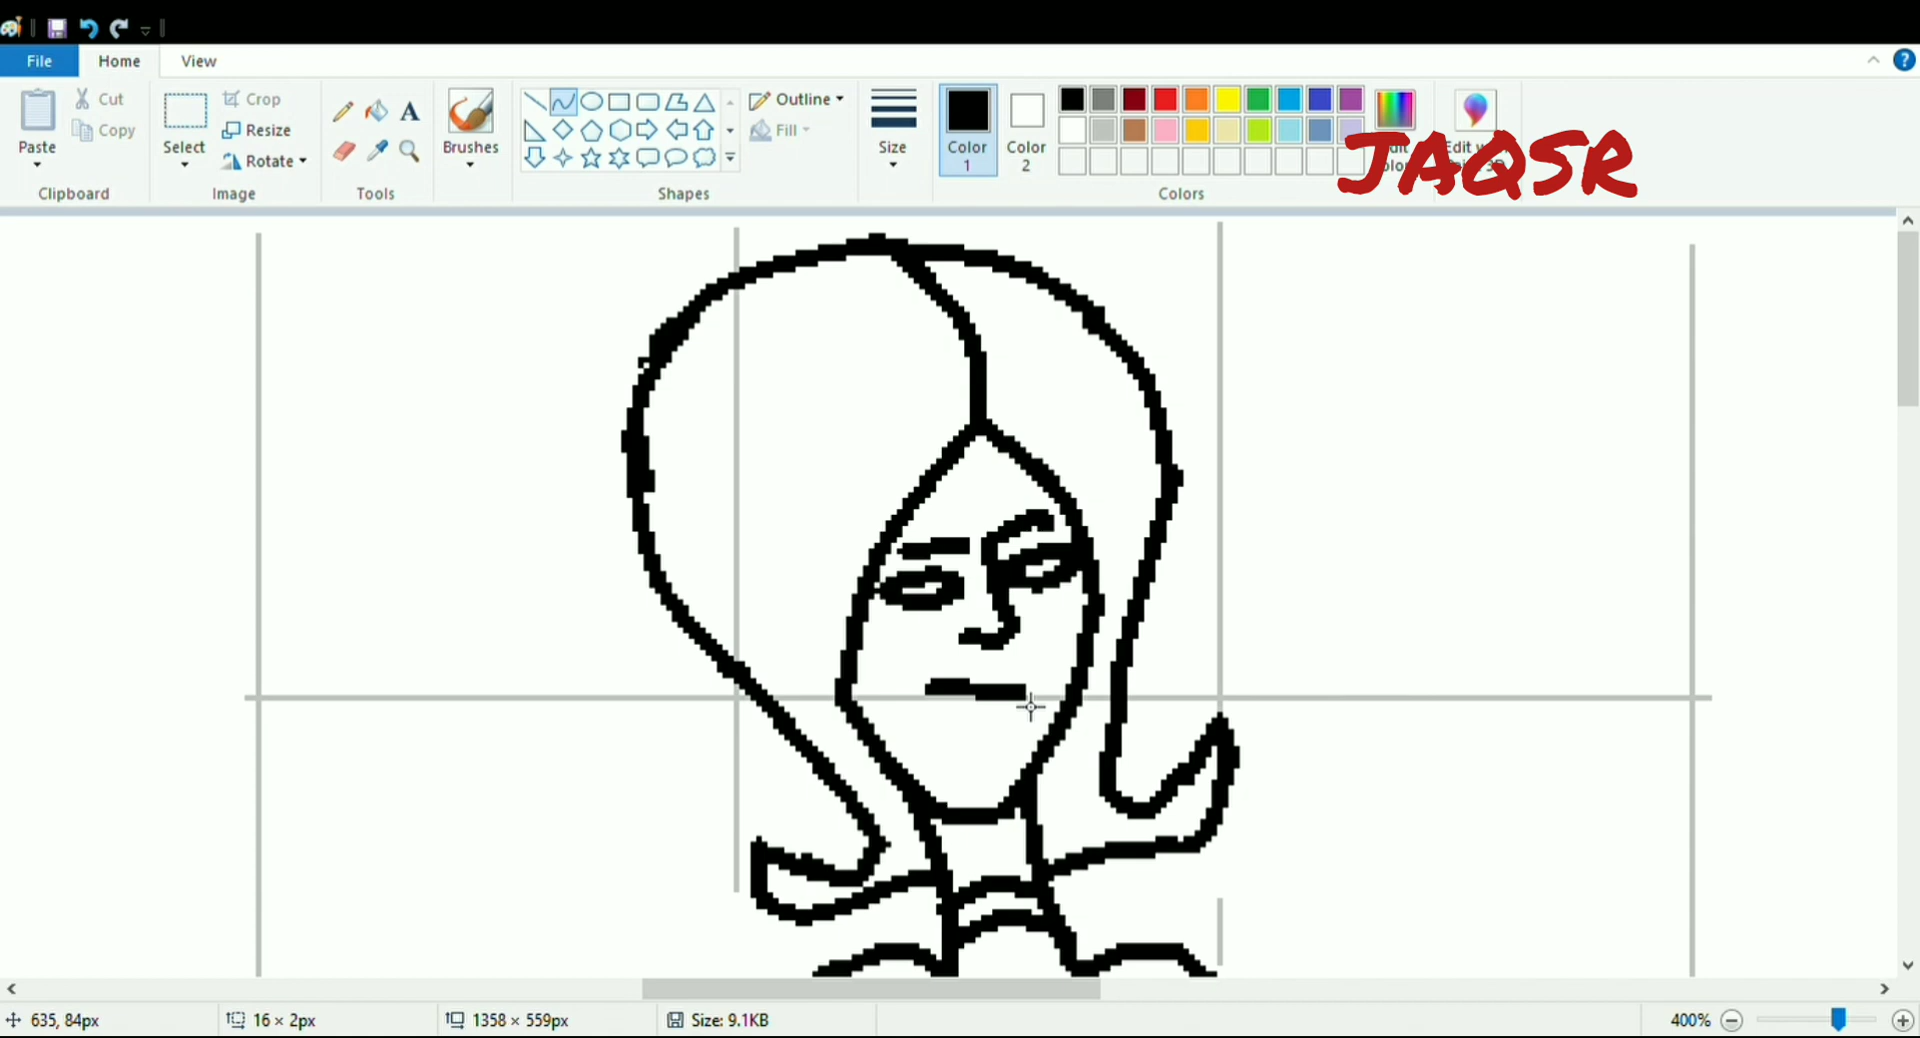 File Home View
Paste
Cut
Copy
Clipboard
Select
Crop
Resize
Rotate
Image
A
Tools
Brushes
Outline
Fill
Shapes
Size
Color 1
Color 2
Colors
JAQSR
635, 84px 16 × 2px 1358 × 559px Size: 9.1KB 400%